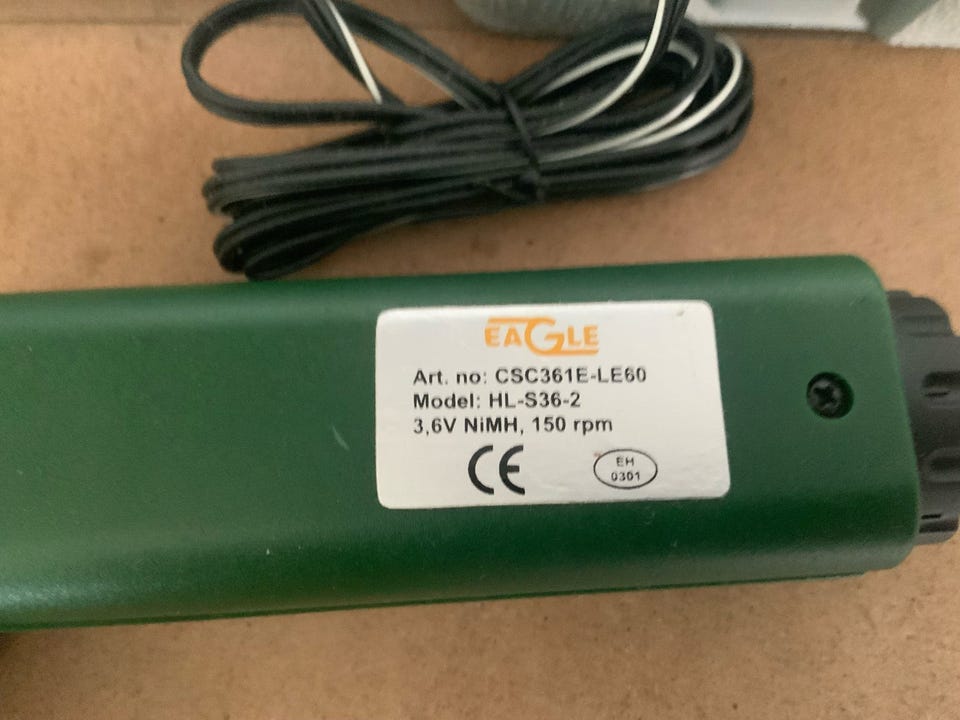 EAGLE
Art. no: CSC361E-LE60
Model: HL-S36-2
3,6V NiMH, 150 rpm
CE
EH
0301